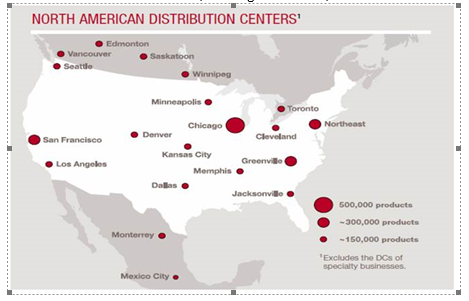 NORTH AMERICAN DISTRIBUTION CENTERS¹
Edmonton
Vancouver
Saskatoon
Seattle
Winnipeg
Minneapolis
Toronto
Chicago
Northeast
Cleveland
San Francisco
Denver
Kansas City
Greenville
Los Angeles
Memphis
Dallas
Jacksonville
500,000 products
~300,000 products
~150,000 products
Monterrey
¹Excludes the DCs of
specialty businesses.
Mexico City